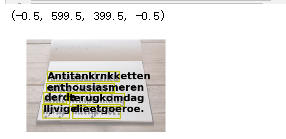 (-0.5, 599.5, 399.5, -0.5)
Antitankrnkketten
enthousiasmeren
derde terugkomdag
lijvige dieetgoeroe.